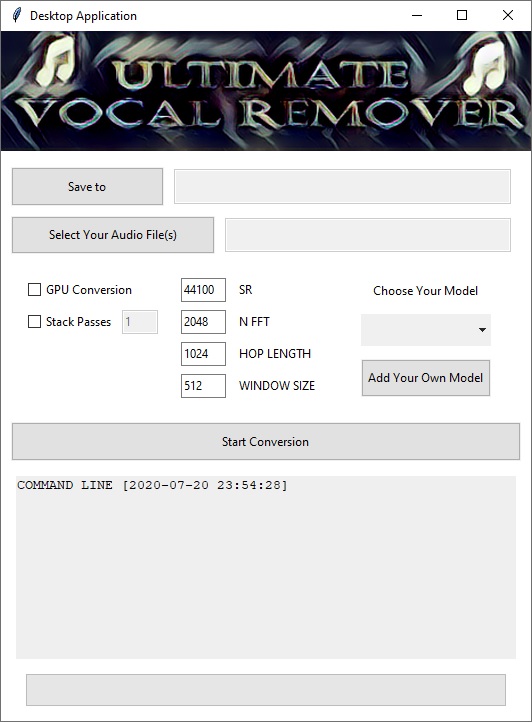 Desktop Application
ULTIMATE
VOCAL REMOVER
Save to
Select Your Audio File(s)
GPU Conversion
44100 SR
Choose Your Model
Stack Passes 1
2048 N FFT
1024 HOP LENGTH
Add Your Own Model
512 WINDOW SIZE
Start Conversion
COMMAND LINE [2020-07-20 23:54:28]